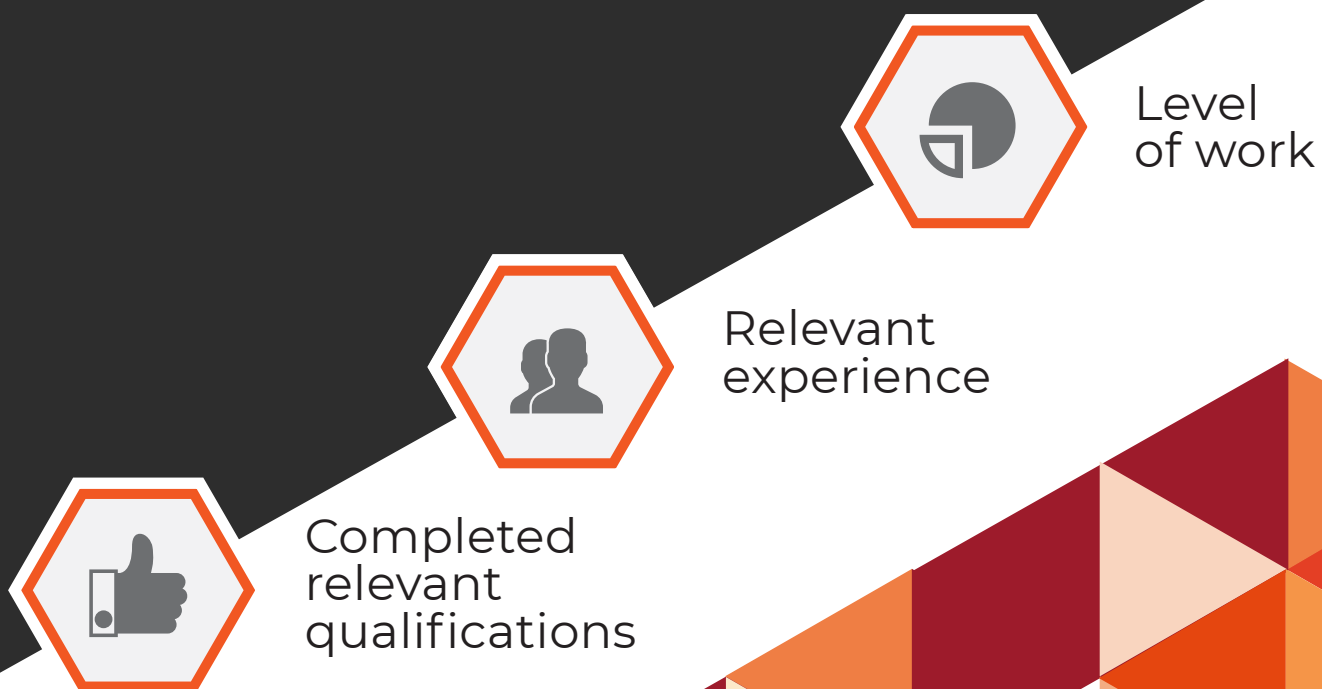 Level
of work
Relevant
experience
Completed
relevant
qualifications